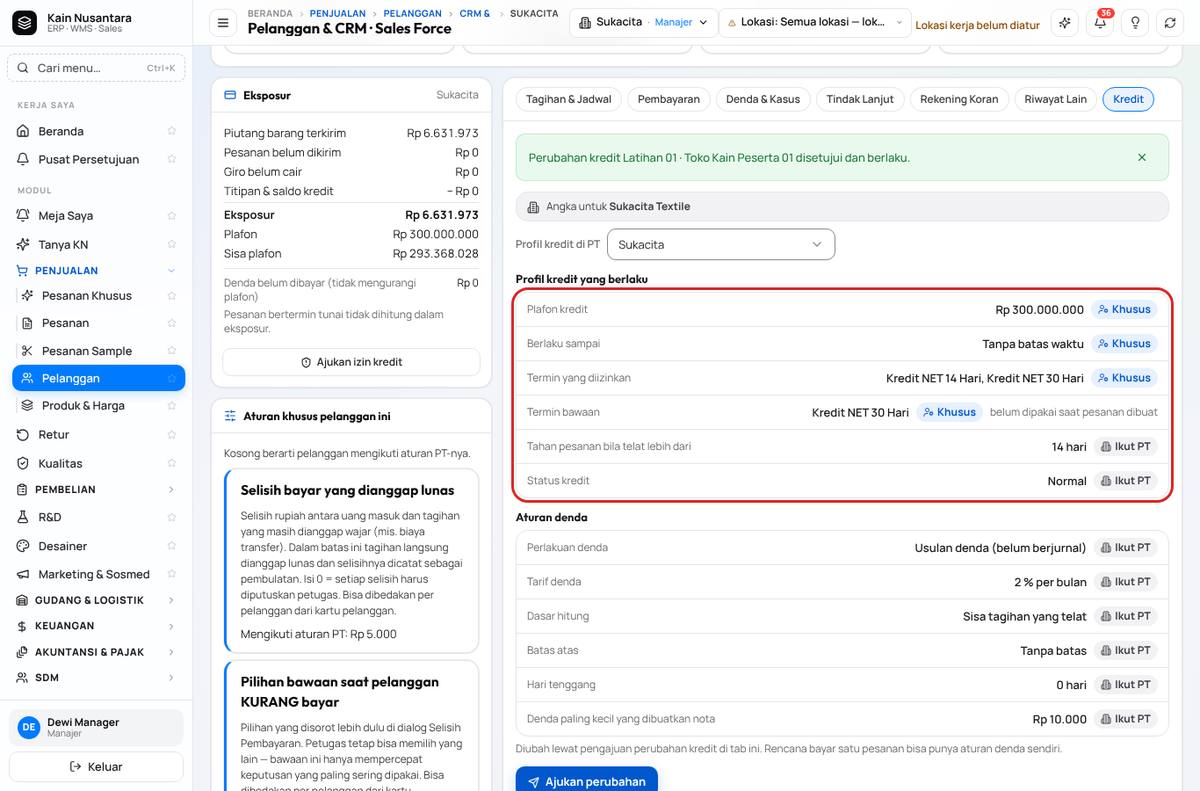 Kain Nusantara
ERP · WMS · Sales
Cari menu...
Ctrl+K
KERJA SAYA
Beranda
Pusat Persetujuan
MODUL
Meja Saya
Tanya KN
PENJUALAN
Pesanan Khusus
Pesanan
Pesanan Sample
Pelanggan
Produk & Harga
Retur
Kualitas
PEMBELIAN
R&D
Desainer
Marketing & Sosmed
GUDANG & LOGISTIK
KEUANGAN
AKUNTANSI & PAJAK
SDM
DE
Dewi Manager
Manajer
Keluar
BERANDA > PENJUALAN > PELANGGAN > CRM & > SUKACITA
Pelanggan & CRM · Sales Force
Sukacita · Manajer
Lokasi: Semua lokasi — lok...
Lokasi kerja belum diatur
36
Eksposur
Sukacita
Piutang barang terkirim Rp 6.631.973
Pesanan belum dikirim Rp 0
Giro belum cair Rp 0
Titipan & saldo kredit − Rp 0
Eksposur Rp 6.631.973
Plafon Rp 300.000.000
Sisa plafon Rp 293.368.028
Denda belum dibayar (tidak mengurangi Rp 0
plafon)
Pesanan bertermin tunai tidak dihitung dalam
eksposur.
Ajukan izin kredit
Aturan khusus pelanggan ini
Kosong berarti pelanggan mengikuti aturan PT-nya.
Selisih bayar yang dianggap lunas
Selisih rupiah antara uang masuk dan tagihan
yang masih dianggap wajar (mis. biaya
transfer). Dalam batas ini tagihan langsung
dianggap lunas dan selisihnya dicatat sebagai
pembulatan. Isi 0 = setiap selisih harus
diputuskan petugas. Bisa dibedakan per
pelanggan dari kartu pelanggan.
Mengikuti aturan PT: Rp 5.000
Pilihan bawaan saat pelanggan
KURANG bayar
Pilihan yang disorot lebih dulu di dialog Selisih
Pembayaran. Petugas tetap bisa memilih yang
lain — bawaan ini hanya mempercepat
keputusan yang paling sering dipakai. Bisa
dibedakan per pelanggan dari kartu
Tagihan & Jadwal
Pembayaran
Denda & Kasus
Tindak Lanjut
Rekening Koran
Riwayat Lain
Kredit
Perubahan kredit Latihan 01 · Toko Kain Peserta 01 disetujui dan berlaku.
Angka untuk Sukacita Textile
Profil kredit di PT
Sukacita
Profil kredit yang berlaku
Plafon kredit Rp 300.000.000 Khusus
Berlaku sampai Tanpa batas waktu Khusus
Termin yang diizinkan Kredit NET 14 Hari, Kredit NET 30 Hari Khusus
Termin bawaan Kredit NET 30 Hari Khusus belum dipakai saat pesanan dibuat
Tahan pesanan bila telat lebih dari 14 hari Ikut PT
Status kredit Normal Ikut PT
Aturan denda
Perlakuan denda Usulan denda (belum berjurnal) Ikut PT
Tarif denda 2 % per bulan Ikut PT
Dasar hitung Sisa tagihan yang telat Ikut PT
Batas atas Tanpa batas Ikut PT
Hari tenggang 0 hari Ikut PT
Denda paling kecil yang dibuatkan nota Rp 10.000 Ikut PT
Diubah lewat pengajuan perubahan kredit di tab ini. Rencana bayar satu pesanan bisa punya aturan denda sendiri.
Ajukan perubahan